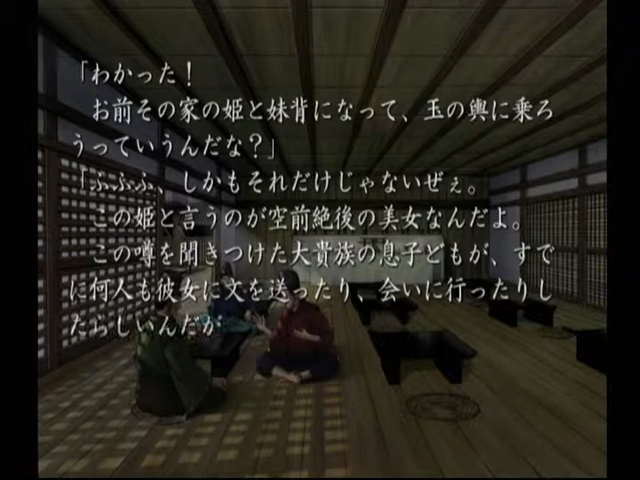 「わかった！
お前その家の姫と妹背になって、玉の輿に乗ろ
うっていうんだな？」
「ふふふ、しかもそれだけじゃないぜぇ。
この姫と言うのが空前絶後の美女なんだよ。
この噂を聞きつけた大貴族の息子どもが、すで
に何人も彼女に文を送ったり、会いに行ったりし
たらしいんだが